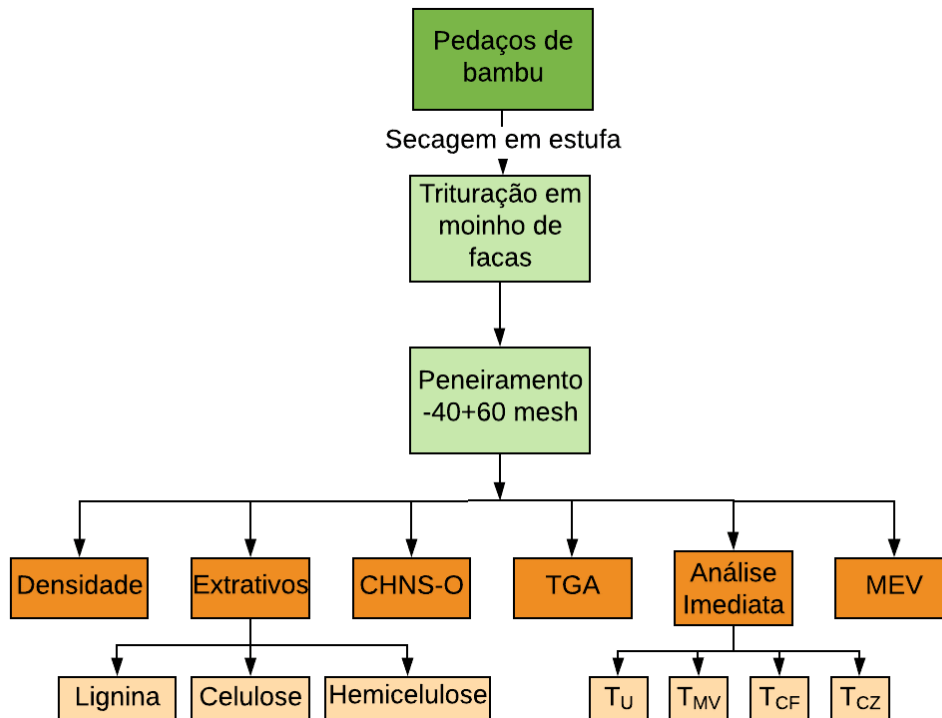 Pedaços de
bambu
Secagem em estufa
Trituração em
moinho de
facas
Peneiramento
-40+60 mesh
Densidade
Extrativos
CHNS-O
TGA
Análise
Imediata
MEV
Lignina
Celulose
Hemicelulose
TU
TMV
TCF
TCZ